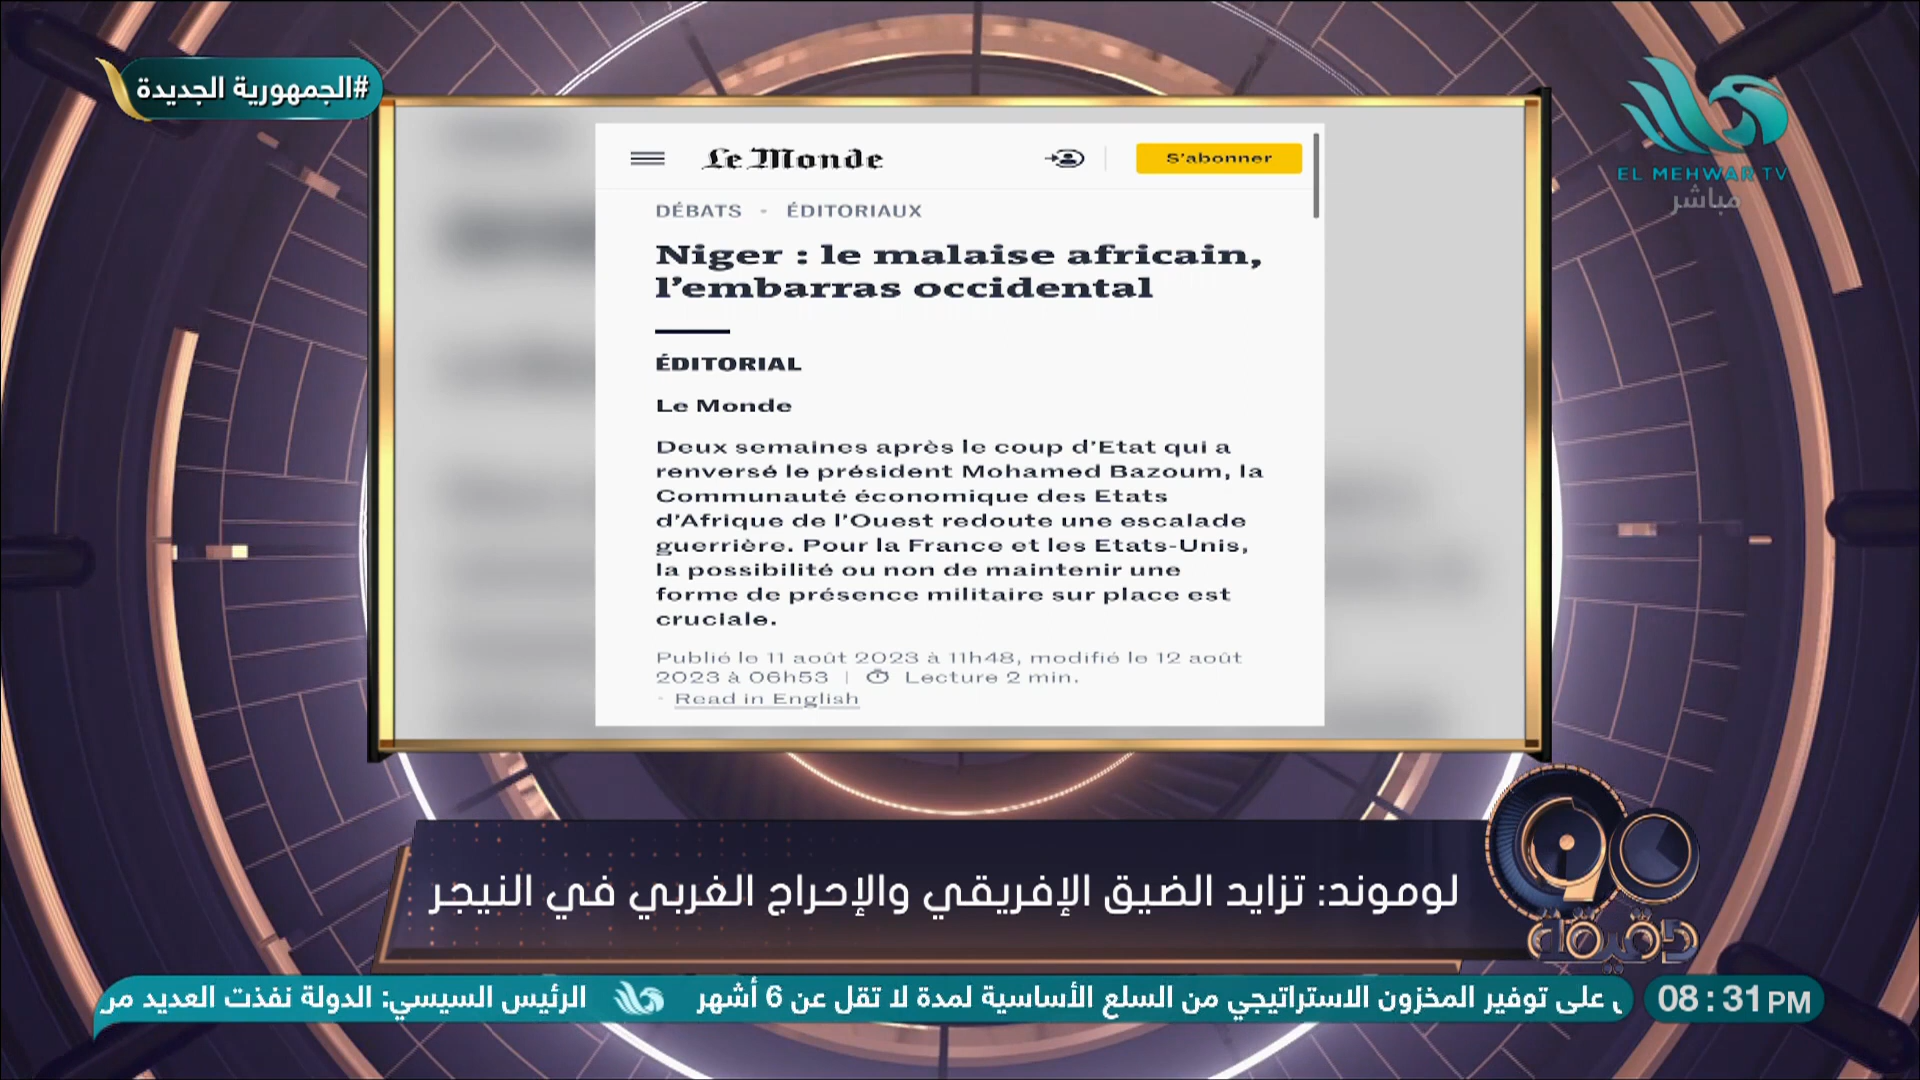 #الجمهورية الجديدة
EL MEHWAR TV
مباشر
Le Monde
S'abonner
DÉBATS - ÉDITORIAUX
Niger : le malaise africain,
l'embarras occidental
ÉDITORIAL
Le Monde
Deux semaines après le coup d'Etat qui a
renversé le président Mohamed Bazoum, la
Communauté économique des Etats
d'Afrique de l'Ouest redoute une escalade
guerrière. Pour la France et les Etats-Unis,
la possibilité ou non de maintenir une
forme de présence militaire sur place est
cruciale.
Publié le 11 août 2023 à 11h48, modifié le 12 août
2023 à 06h53 | Lecture 2 min.
· Read in English
لوموند: تزايد الضيق الإفريقي والإحراج الغربي في النيجر
90
دقيقة
على توفير المخزون الاستراتيجي من السلع الأساسية لمدة لا تقل عن 6 أشهر
الرئيس السيسي: الدولة نفذت العديد من
08:31 PM